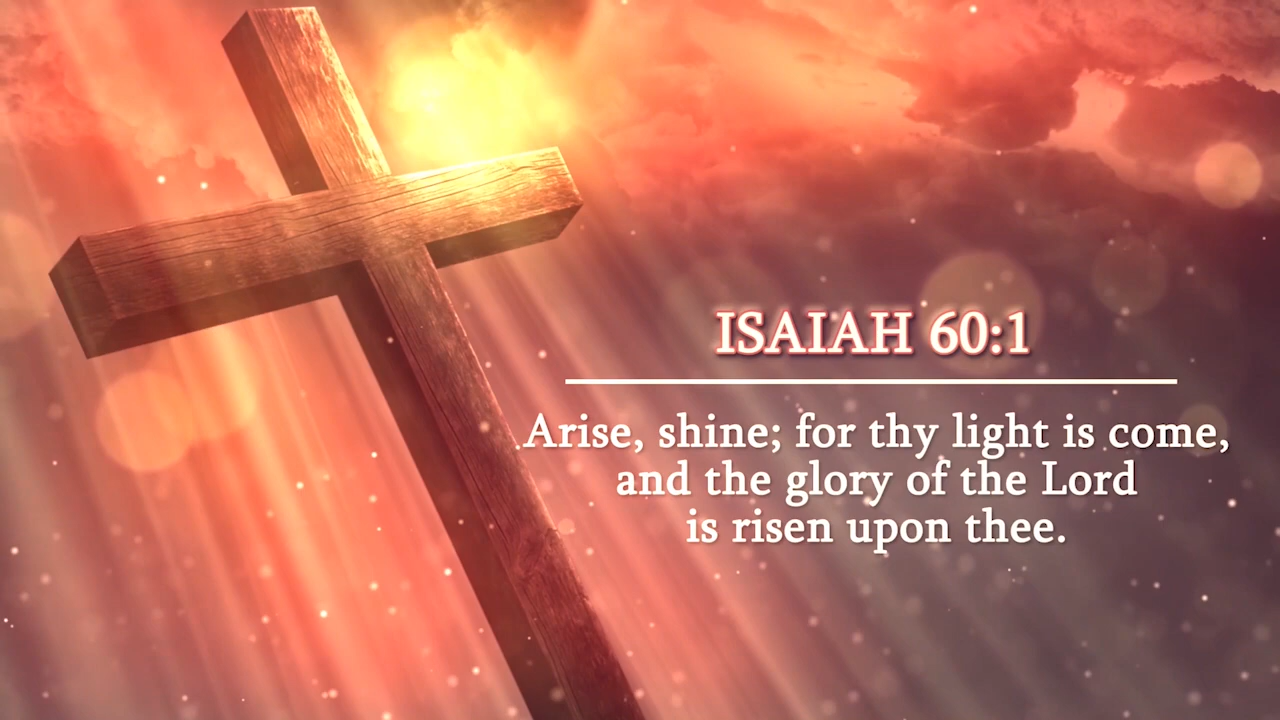 ISAIAH 60:1
Arise, shine; for thy light is come,
and the glory of the Lord
is risen upon thee.